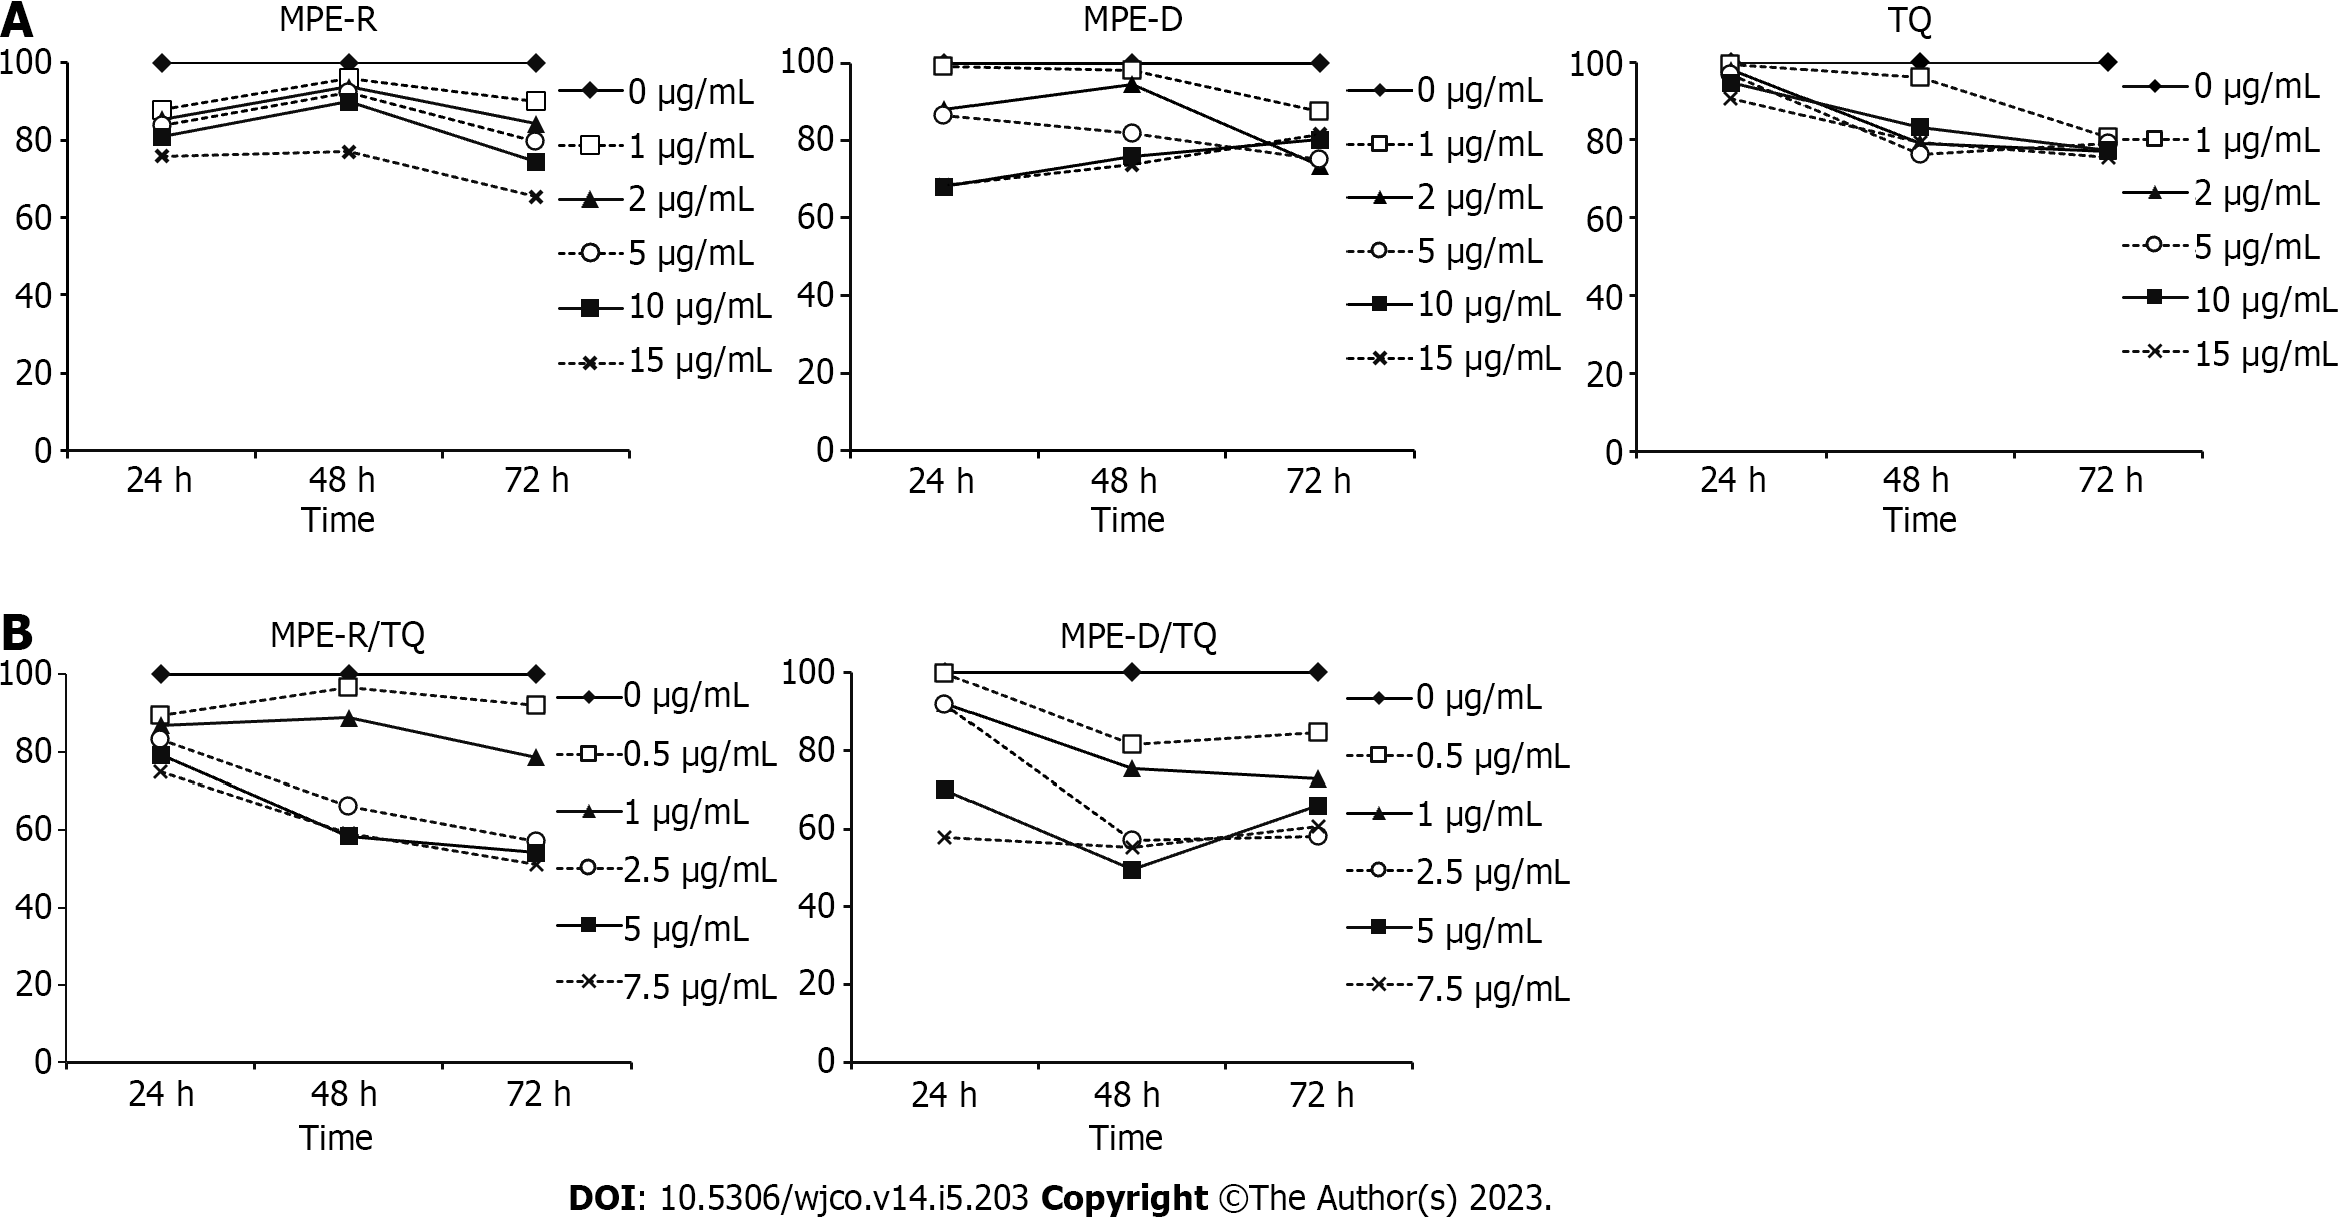 A
MPE-R
100
80
60
40
20
0
24 h 48 h 72 h
Time
0 µg/mL
1 µg/mL
2 µg/mL
5 µg/mL
10 µg/mL
15 µg/mL
MPE-D
100
80
60
40
20
0
24 h 48 h 72 h
Time
0 µg/mL
1 µg/mL
2 µg/mL
5 µg/mL
10 µg/mL
15 µg/mL
TQ
100
80
60
40
20
0
24 h 48 h 72 h
Time
0 µg/mL
1 µg/mL
2 µg/mL
5 µg/mL
10 µg/mL
15 µg/mL
B
MPE-R/TQ
100
80
60
40
20
0
24 h 48 h 72 h
Time
0 µg/mL
0.5 µg/mL
1 µg/mL
2.5 µg/mL
5 µg/mL
7.5 µg/mL
MPE-D/TQ
100
80
60
40
20
0
24 h 48 h 72 h
Time
0 µg/mL
0.5 µg/mL
1 µg/mL
2.5 µg/mL
5 µg/mL
7.5 µg/mL
DOI: 10.5306/wjco.v14.i5.203 Copyright ©The Author(s) 2023.